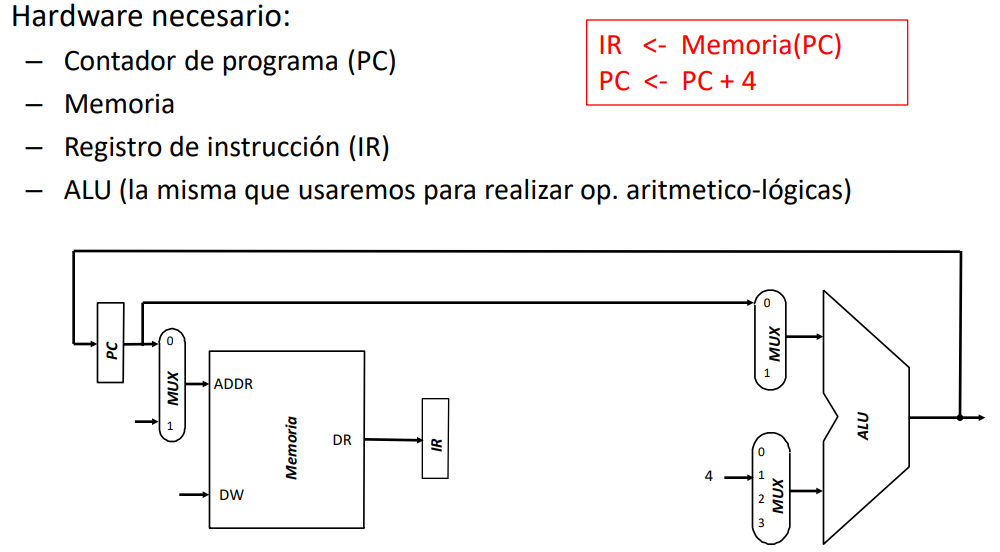 Hardware necesario:
– Contador de programa (PC)
– Memoria
– Registro de instrucción (IR)
– ALU (la misma que usaremos para realizar op. aritmetico-lógicas)
IR <- Memoria(PC)
PC <- PC + 4
PC
0
MUX
1
ADDR
Memoria
DR
DW
IR
0
MUX
1
4
0
1
2
3
MUX
ALU